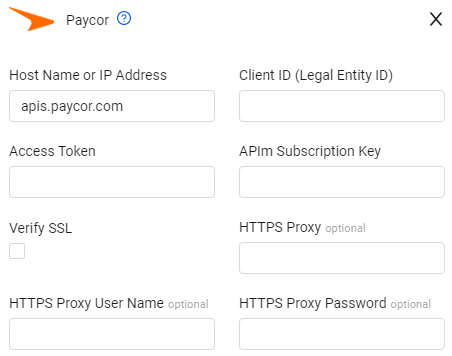 Paycor ?
Host Name or IP Address
apis.paycor.com
Client ID (Legal Entity ID)
Access Token
APIm Subscription Key
Verify SSL
HTTPS Proxy optional
HTTPS Proxy User Name optional
HTTPS Proxy Password optional